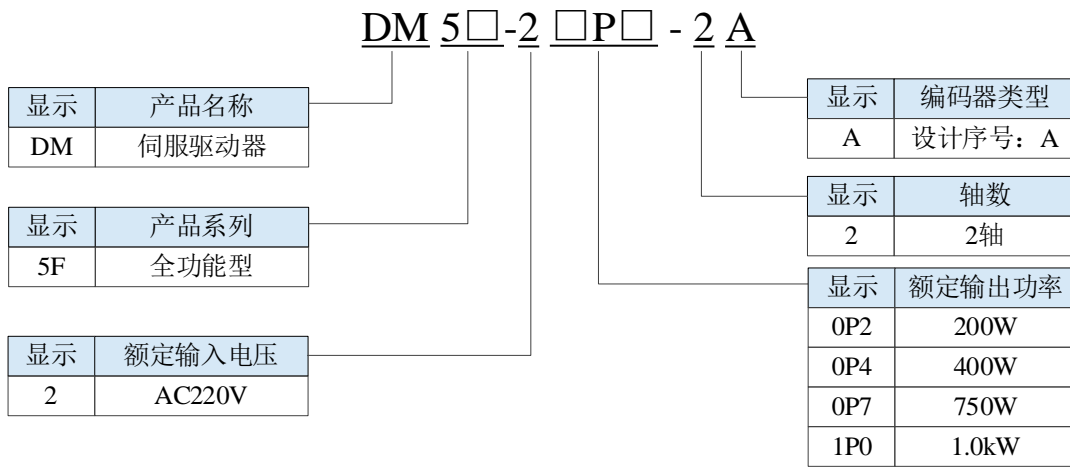 DM 5□-2 □P□ - 2 A
显示 产品名称
DM 伺服驱动器
显示 产品系列
5F 全功能型
显示 额定输入电压
2 AC220V
显示 编码器类型
A 设计序号：A
显示 轴数
2 2轴
显示 额定输出功率
0P2 200W
0P4 400W
0P7 750W
1P0 1.0kW